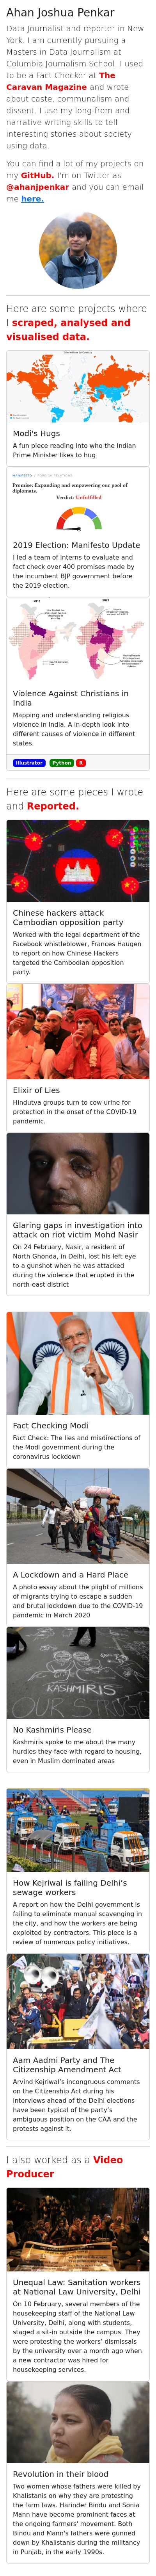 Ahan Joshua Penkar
Data Journalist and reporter in New
York. I am currently pursuing a
Masters in Data Journalism at
Columbia Journalism School. I used
to be a Fact Checker at The
Caravan Magazine and wrote
about caste, communalism and
dissent. I use my long-from and
narrative writing skills to tell
interesting stories about society
using data.
You can find a lot of my projects on
my GitHub. I'm on Twitter as
@ahanjpenkar and you can email
me here.
Here are some projects where
I scraped, analysed and
visualised data.
Modi's Hugs
A fun piece reading into who the Indian
Prime Minister likes to hug
Promise: Expanding and empowering our pool of
diplomats.
Verdict: Unfulfilled
2019 Election: Manifesto Update
I led a team of interns to evaluate and
fact check over 400 promises made by
the incumbent BJP government before
the 2019 election.
Violence Against Christians in
India
Mapping and understanding religious
violence in India. A in-depth look into
different causes of violence in different
states.
Illustrator Python R
Here are some pieces I wrote
and Reported.
Chinese hackers attack
Cambodian opposition party
Worked with the legal department of the
Facebook whistleblower, Frances Haugen
to report on how Chinese Hackers
targeted the Cambodian opposition
party.
Elixir of Lies
Hindutva groups turn to cow urine for
protection in the onset of the COVID-19
pandemic.
Glaring gaps in investigation into
attack on riot victim Mohd Nasir
On 24 February, Nasir, a resident of
North Ghonda, in Delhi, lost his left eye
to a gunshot when he was attacked
during the violence that erupted in the
north-east district
Fact Checking Modi
Fact Check: The lies and misdirections of
the Modi government during the
coronavirus lockdown
A Lockdown and a Hard Place
A photo essay about the plight of millions
of migrants trying to escape a sudden
and brutal lockdown due to the COVID-19
pandemic in March 2020
KASHMIRIS
OUR STRUGG
No Kashmiris Please
Kashmiris spoke to me about the many
hurdles they face with regard to housing,
even in Muslim dominated areas
How Kejriwal is failing Delhi's
sewage workers
A report on how the Delhi government is
failing to eliminate manual scavenging in
the city, and how the workers are being
exploited by contractors. This piece is a
review of numerous policy initiatives.
Aam Aadmi Party and The
Citizenship Amendment Act
Arvind Kejriwal's incongruous comments
on the Citizenship Act during his
interviews ahead of the Delhi elections
have been typical of the party's
ambiguous position on the CAA and the
protests against it.
I also worked as a Video
Producer
Unequal Law: Sanitation workers
at National Law University, Delhi
On 10 February, several members of the
housekeeping staff of the National Law
University, Delhi, along with students,
staged a sit-in outside the campus. They
were protesting the workers' dismissals
by the university over a month ago when
a new contractor was hired for
housekeeping services.
Revolution in their blood
Two women whose fathers were killed by
Khalistanis on why they are protesting
the farm laws. Harinder Bindu and Sonia
Mann have become prominent faces at
the ongoing farmers' movement. Both
Bindu and Mann's fathers were gunned
down by Khalistanis during the militancy
in Punjab, in the early 1990s.